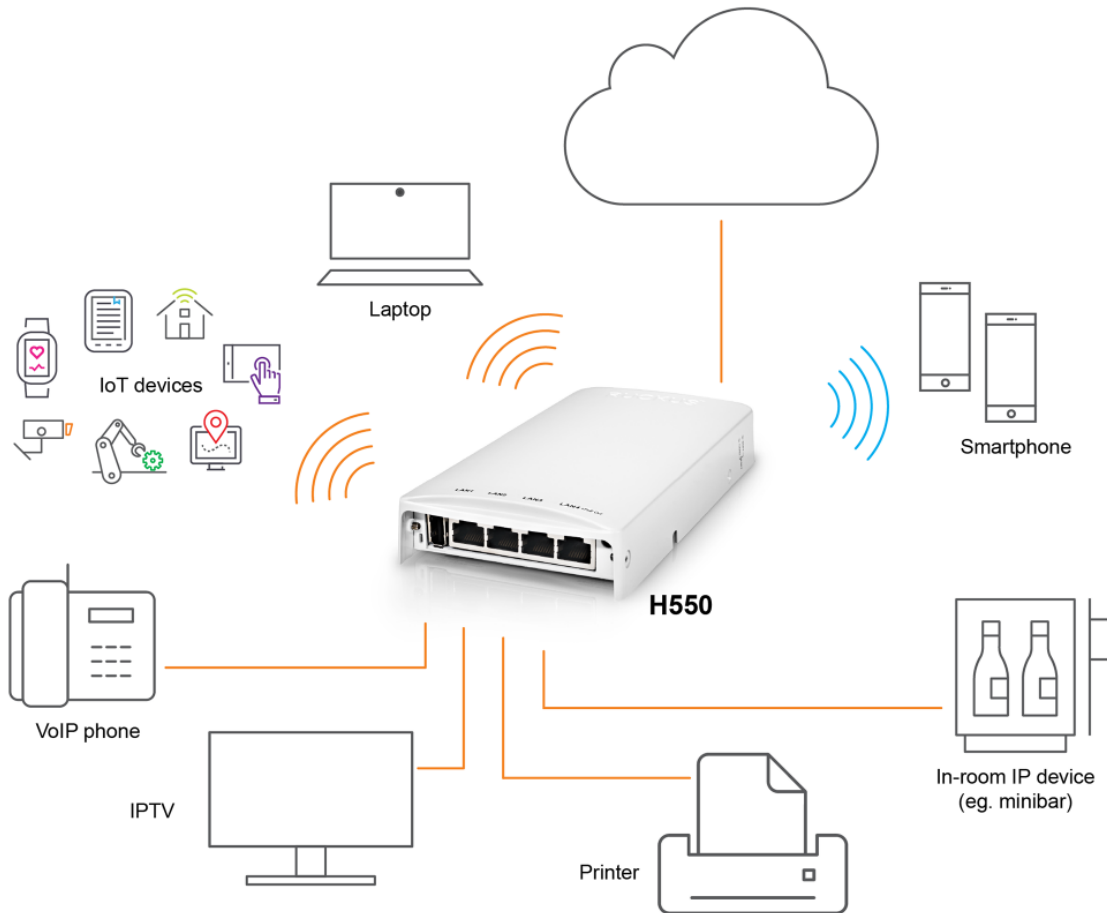 Laptop
IoT devices
Smartphone
LAN1 LAN2 LAN3 LAN4
H550
VoIP phone
IPTV
Printer
In-room IP device
(eg. minibar)